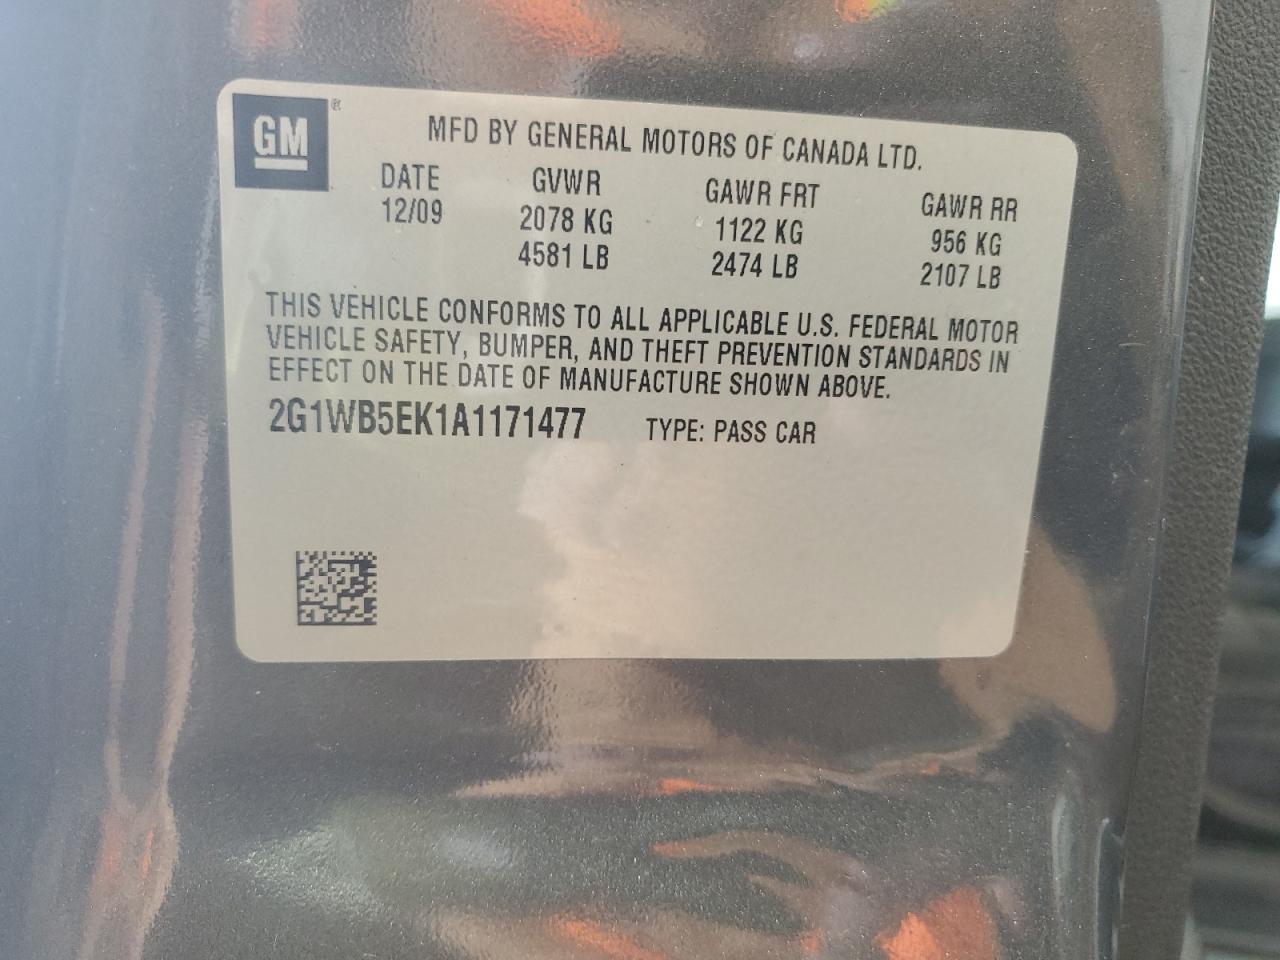 GM ®
MFD BY GENERAL MOTORS OF CANADA LTD.
DATE GVWR GAWR FRT GAWR RR
12/09 2078 KG 1122 KG 956 KG
4581 LB 2474 LB 2107 LB
THIS VEHICLE CONFORMS TO ALL APPLICABLE U.S. FEDERAL MOTOR
VEHICLE SAFETY, BUMPER, AND THEFT PREVENTION STANDARDS IN
EFFECT ON THE DATE OF MANUFACTURE SHOWN ABOVE.
2G1WB5EK1A1171477 TYPE: PASS CAR